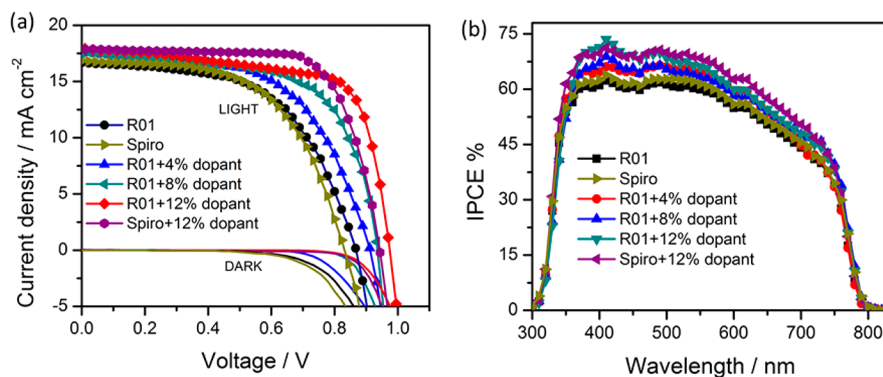 (a)
20
15
10
5
0
-5
Current density / mA cm⁻²
LIGHT
R01
Spiro
R01+4% dopant
R01+8% dopant
R01+12% dopant
Spiro+12% dopant
DARK
0.0 0.2 0.4 0.6 0.8 1.0
Voltage / V
(b)
75
60
45
30
15
0
IPCE %
R01
Spiro
R01+4% dopant
R01+8% dopant
R01+12% dopant
Spiro+12% dopant
300 400 500 600 700 800
Wavelength / nm